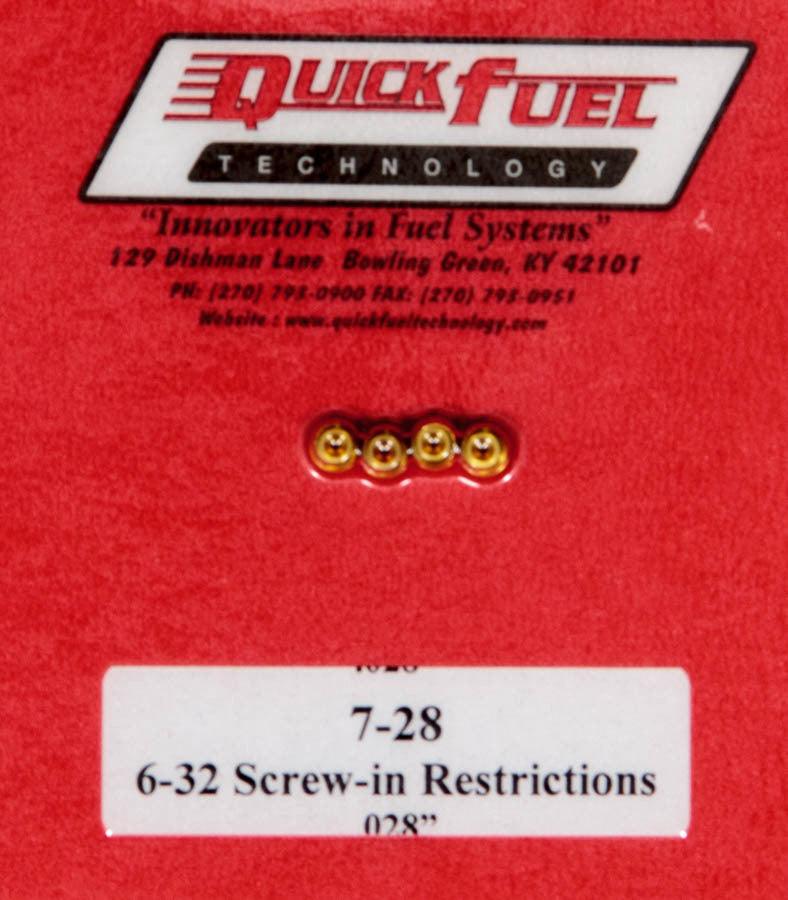 QUICK FUEL
TECHNOLOGY
"Innovators in Fuel Systems"
129 Dishman Lane Bowling Green, KY 42101
PH: (270) 793-0900 FAX: (270) 793-0951
Website : www.quickfueltechnology.com
7-28
6-32 Screw-in Restrictions
028”